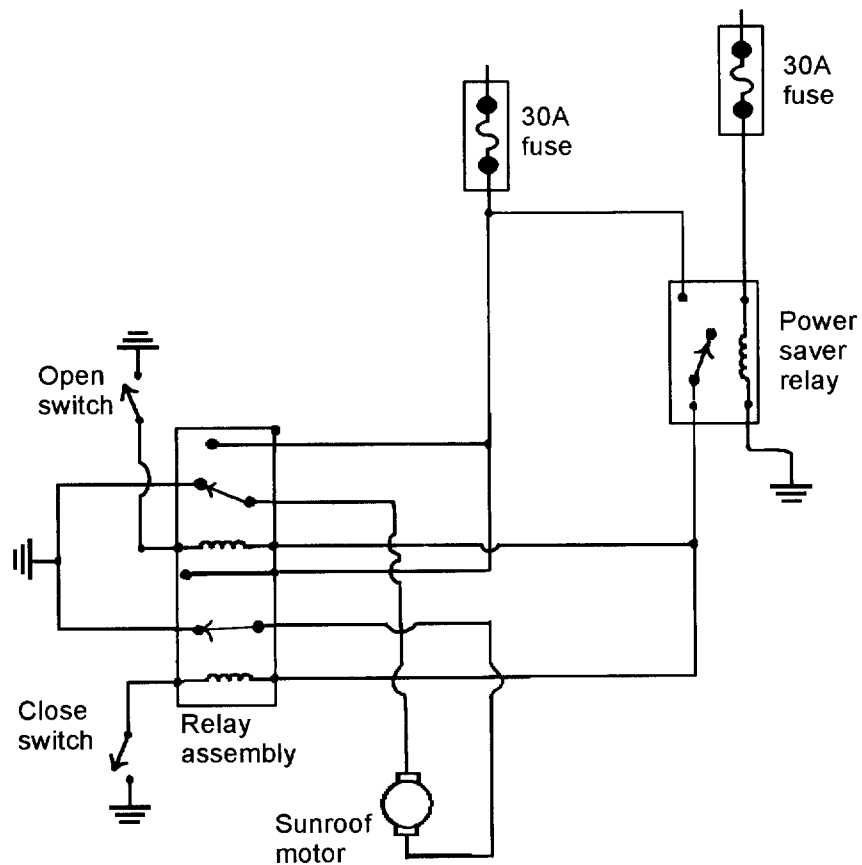 30A
fuse
30A
fuse
Power
saver
relay
Open
switch
Close
switch
Relay
assembly
Sunroof
motor